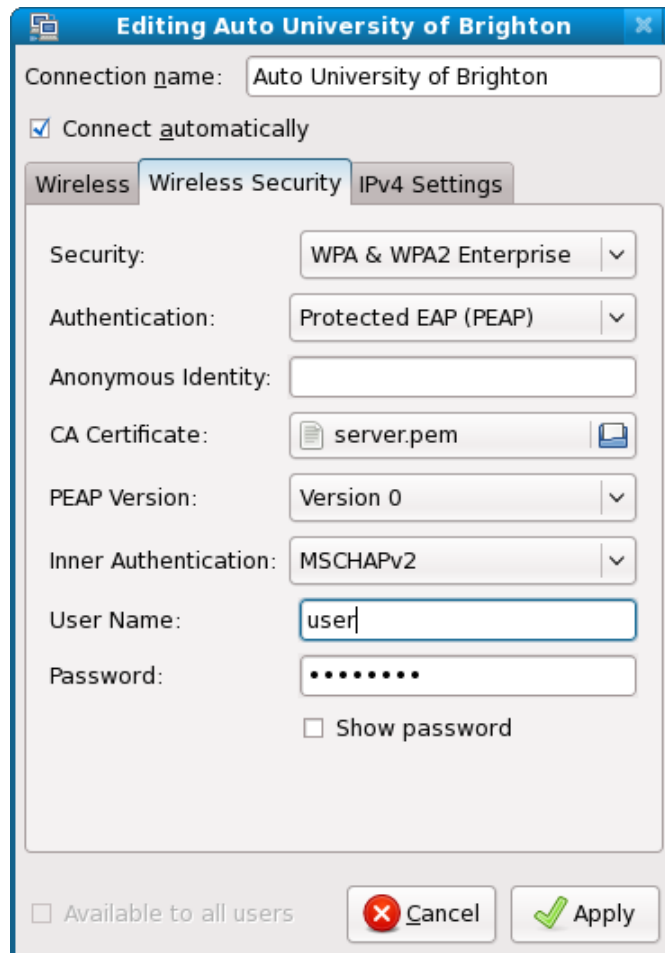 Editing Auto University of Brighton
Connection name: Auto University of Brighton
Connect automatically
Wireless Wireless Security IPv4 Settings
Security: WPA & WPA2 Enterprise
Authentication: Protected EAP (PEAP)
Anonymous Identity:
CA Certificate: server.pem
PEAP Version: Version 0
Inner Authentication: MSCHAPv2
User Name: user
Password: ••••••••
Show password
Available to all users Cancel Apply